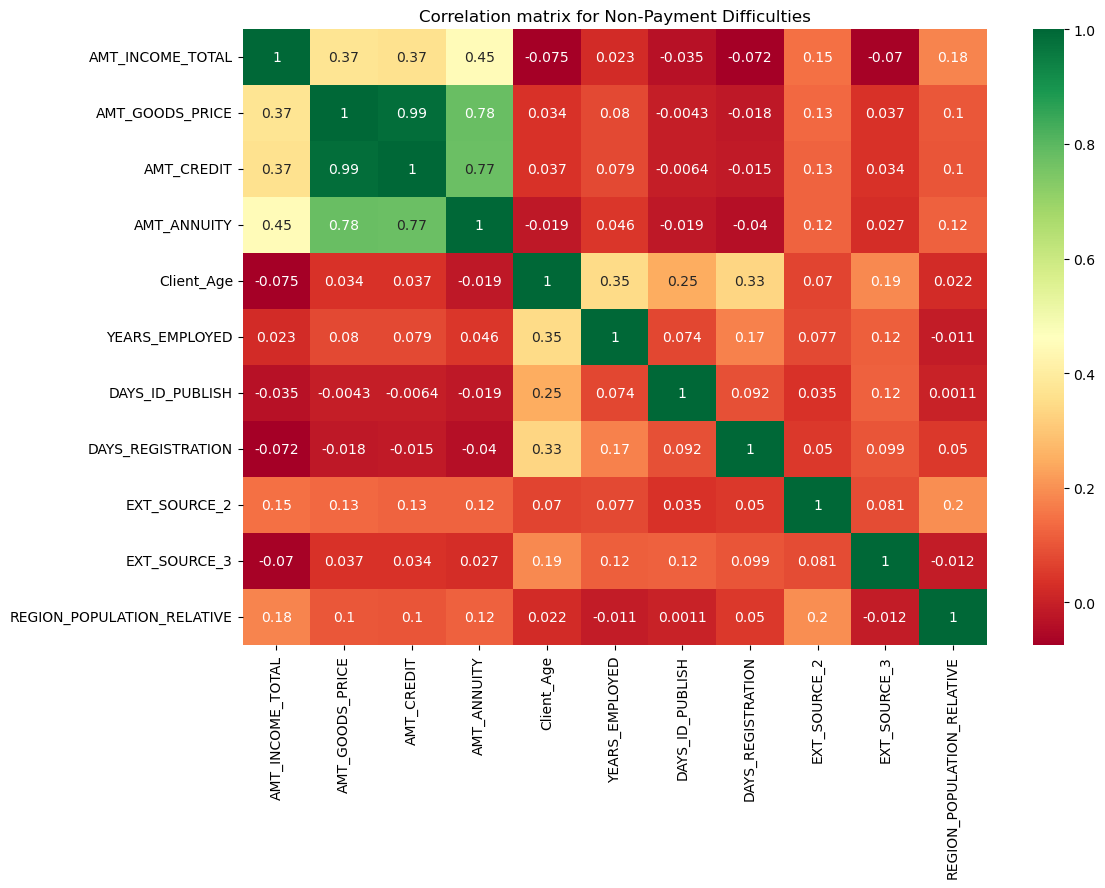 Correlation matrix for Non-Payment Difficulties
AMT_INCOME_TOTAL 1 0.37 0.37 0.45 -0.075 0.023 -0.035 -0.072 0.15 -0.07 0.18
AMT_GOODS_PRICE 0.37 1 0.99 0.78 0.034 0.08 -0.0043 -0.018 0.13 0.037 0.1
AMT_CREDIT 0.37 0.99 1 0.77 0.037 0.079 -0.0064 -0.015 0.13 0.034 0.1
AMT_ANNUITY 0.45 0.78 0.77 1 -0.019 0.046 -0.019 -0.04 0.12 0.027 0.12
Client_Age -0.075 0.034 0.037 -0.019 1 0.35 0.25 0.33 0.07 0.19 0.022
YEARS_EMPLOYED 0.023 0.08 0.079 0.046 0.35 1 0.074 0.17 0.077 0.12 -0.011
DAYS_ID_PUBLISH -0.035 -0.0043 -0.0064 -0.019 0.25 0.074 1 0.092 0.035 0.12 0.0011
DAYS_REGISTRATION -0.072 -0.018 -0.015 -0.04 0.33 0.17 0.092 1 0.05 0.099 0.05
EXT_SOURCE_2 0.15 0.13 0.13 0.12 0.07 0.077 0.035 0.05 1 0.081 0.2
EXT_SOURCE_3 -0.07 0.037 0.034 0.027 0.19 0.12 0.12 0.099 0.081 1 -0.012
REGION_POPULATION_RELATIVE 0.18 0.1 0.1 0.12 0.022 -0.011 0.0011 0.05 0.2 -0.012 1
AMT_INCOME_TOTAL
AMT_GOODS_PRICE
AMT_CREDIT
AMT_ANNUITY
Client_Age
YEARS_EMPLOYED
DAYS_ID_PUBLISH
DAYS_REGISTRATION
EXT_SOURCE_2
EXT_SOURCE_3
REGION_POPULATION_RELATIVE
1.0
0.8
0.6
0.4
0.2
0.0